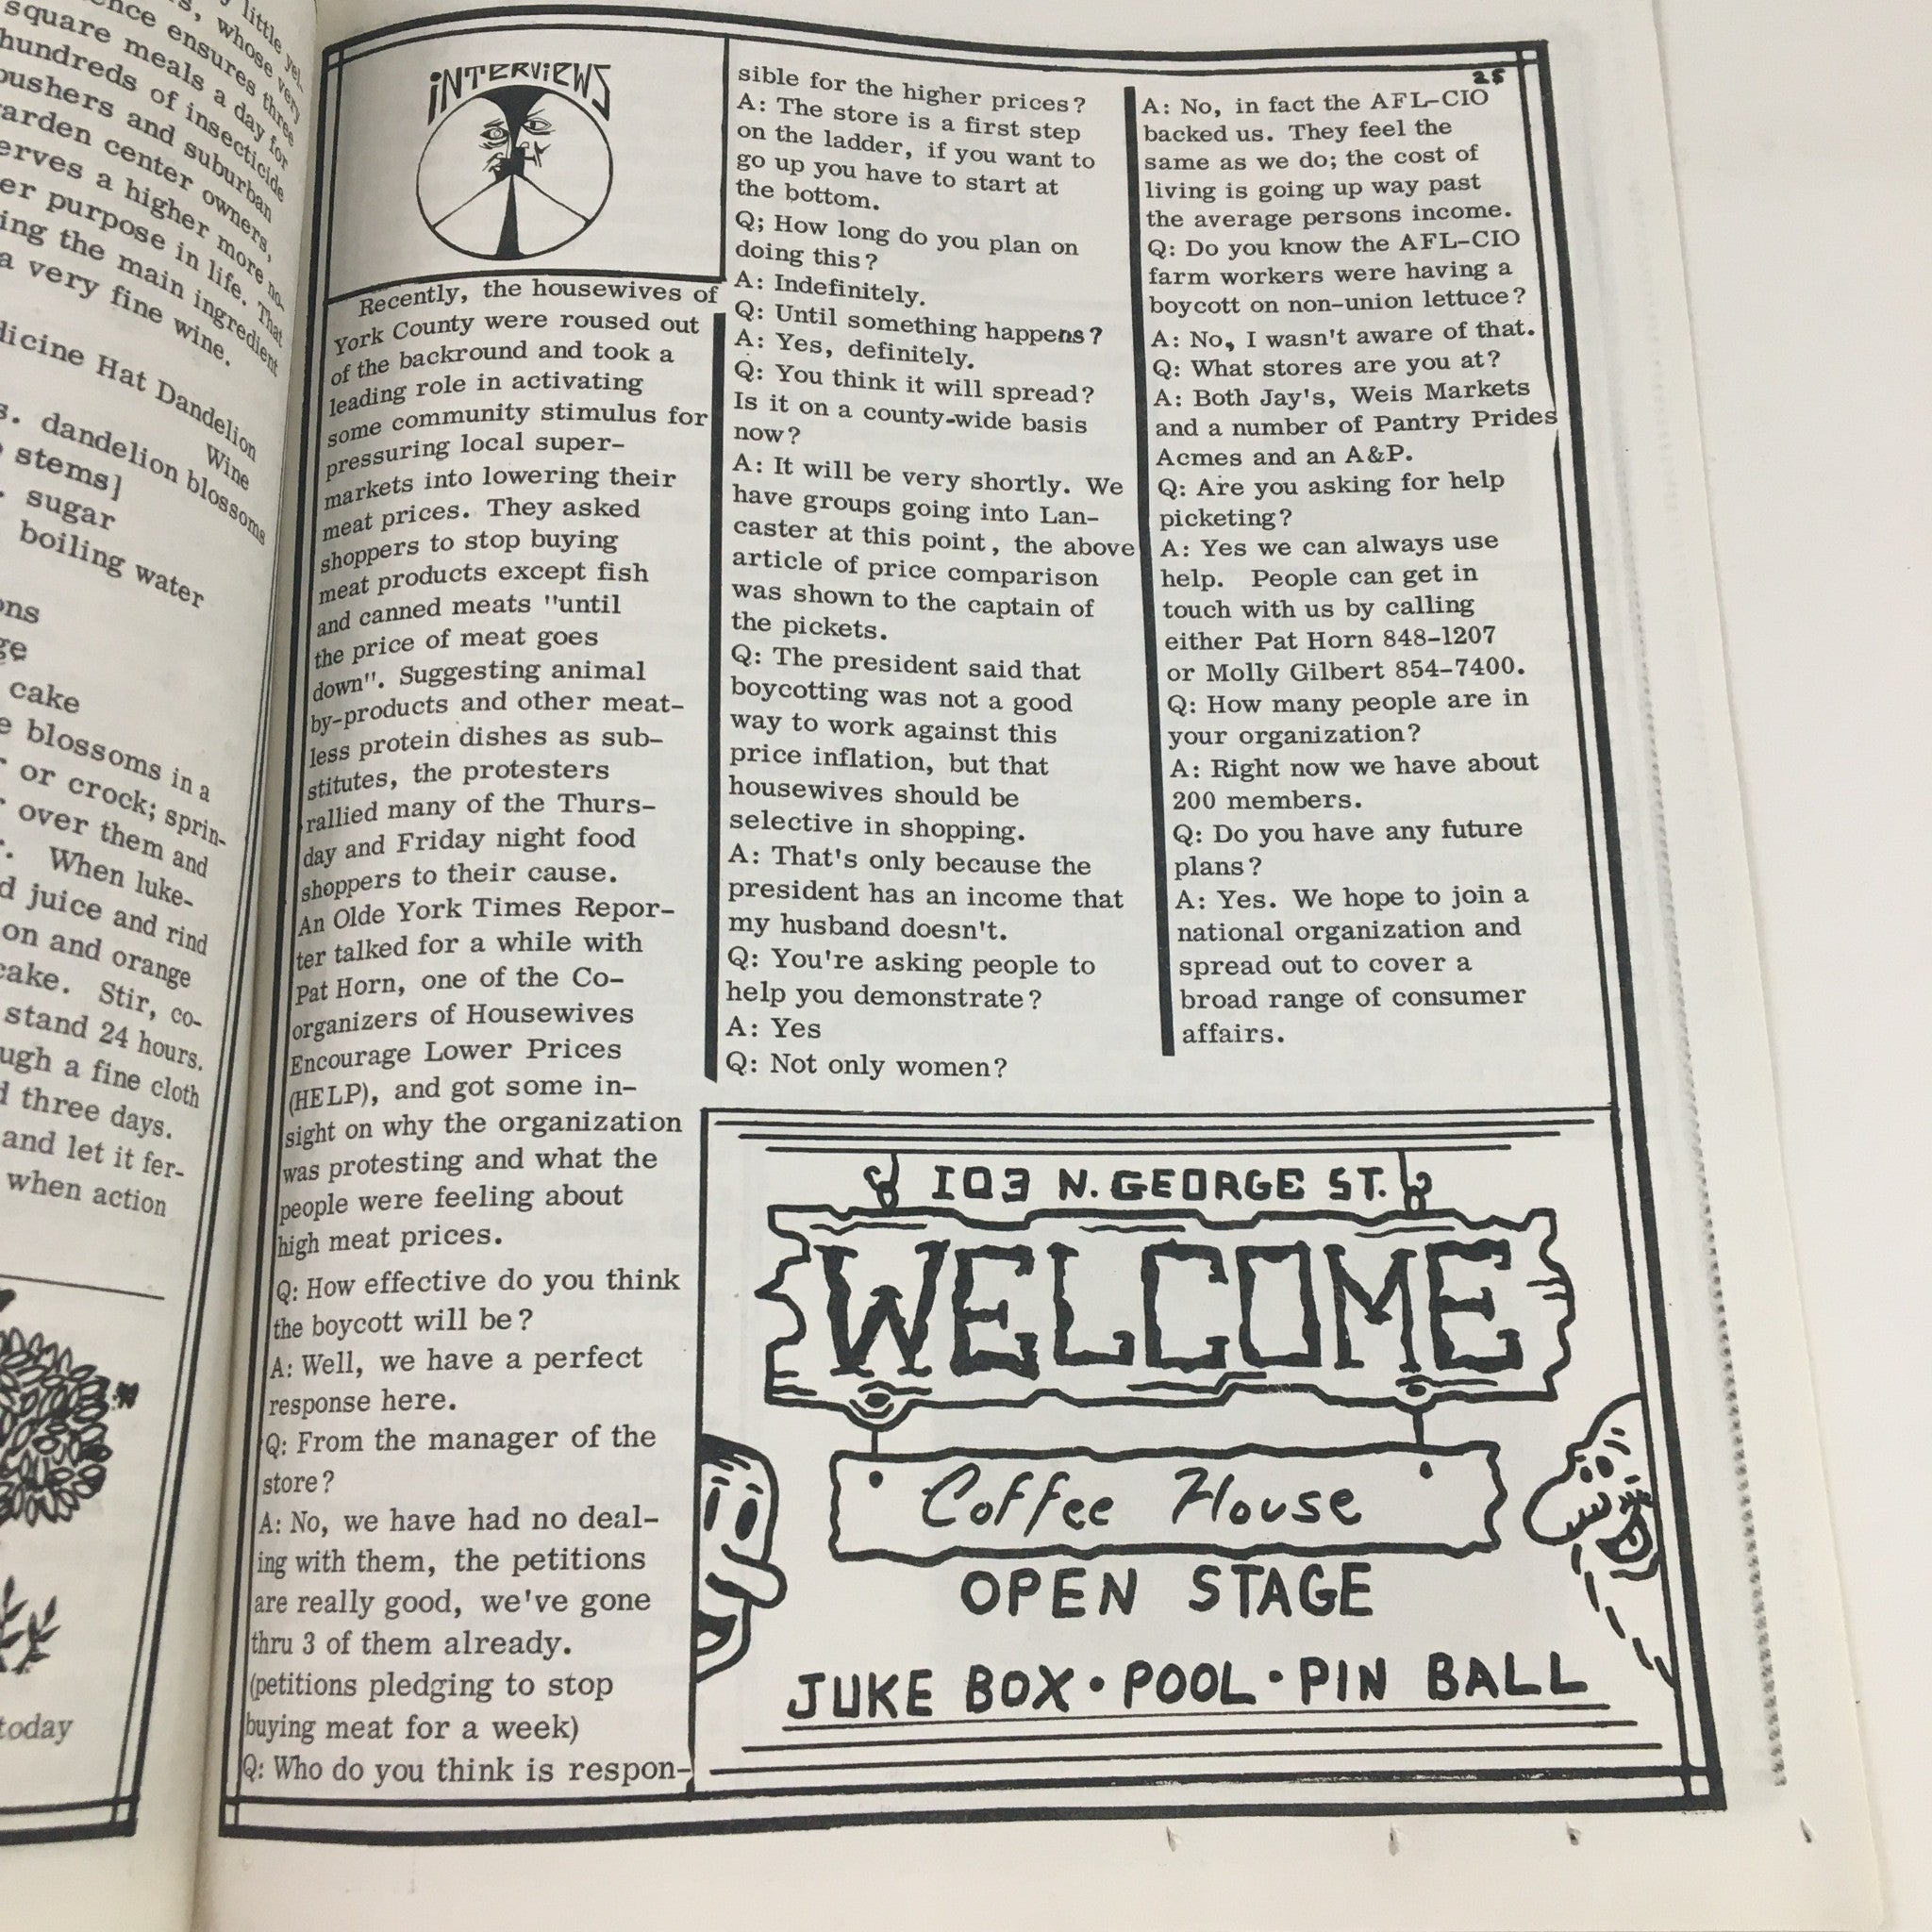 little yel-
s, whose very
nce ensures three
square meals a day for
hundreds of insecticide
pushers and suburban
arden center owners,
erves a higher more no-
er purpose in life. That
ing the main ingredient
a very fine wine.
dicine Hat Dandelion
Wine
s. dandelion blossoms
stems]
sugar
boiling water
ons
ge
cake
e blossoms in a
r or crock; sprin-
r over them and
r. When luke-
d juice and rind
on and orange
cake. Stir, co-
stand 24 hours.
ugh a fine cloth
d three days.
and let it fer-
when action
today
iNTERViEWS
Recently, the housewives of
York County were roused out
of the backround and took a
leading role in activating
some community stimulus for
pressuring local super-
markets into lowering their
meat prices. They asked
shoppers to stop buying
meat products except fish
and canned meats "until
the price of meat goes
down". Suggesting animal
by-products and other meat-
less protein dishes as sub-
stitutes, the protesters
rallied many of the Thurs-
day and Friday night food
shoppers to their cause.
An Olde York Times Repor-
ter talked for a while with
Pat Horn, one of the Co-
organizers of Housewives
Encourage Lower Prices
(HELP), and got some in-
sight on why the organization
was protesting and what the
people were feeling about
high meat prices.
Q: How effective do you think
the boycott will be?
A: Well, we have a perfect
response here.
Q: From the manager of the
store?
A: No, we have had no deal-
ing with them, the petitions
are really good, we've gone
thru 3 of them already.
(petitions pledging to stop
buying meat for a week)
Q: Who do you think is respon-
sible for the higher prices?
A: The store is a first step
on the ladder, if you want to
go up you have to start at
the bottom.
Q; How long do you plan on
doing this?
A: Indefinitely.
Q: Until something happens?
A: Yes, definitely.
Q: You think it will spread?
Is it on a county-wide basis
now?
A: It will be very shortly. We
have groups going into Lan-
caster at this point, the above
article of price comparison
was shown to the captain of
the pickets.
Q: The president said that
boycotting was not a good
way to work against this
price inflation, but that
housewives should be
selective in shopping.
A: That's only because the
president has an income that
my husband doesn't.
Q: You're asking people to
help you demonstrate?
A: Yes
Q: Not only women?
25
A: No, in fact the AFL-CIO
backed us. They feel the
same as we do; the cost of
living is going up way past
the average persons income.
Q: Do you know the AFL-CIO
farm workers were having a
boycott on non-union lettuce?
A: No, I wasn't aware of that.
Q: What stores are you at?
A: Both Jay's, Weis Markets
and a number of Pantry Prides
Acmes and an A&P.
Q: Are you asking for help
picketing?
A: Yes we can always use
help. People can get in
touch with us by calling
either Pat Horn 848-1207
or Molly Gilbert 854-7400.
Q: How many people are in
your organization?
A: Right now we have about
200 members.
Q: Do you have any future
plans?
A: Yes. We hope to join a
national organization and
spread out to cover a
broad range of consumer
affairs.
103 N. GEORGE ST.
WELCOME
Coffee House
OPEN STAGE
JUKE BOX • POOL • PIN BALL